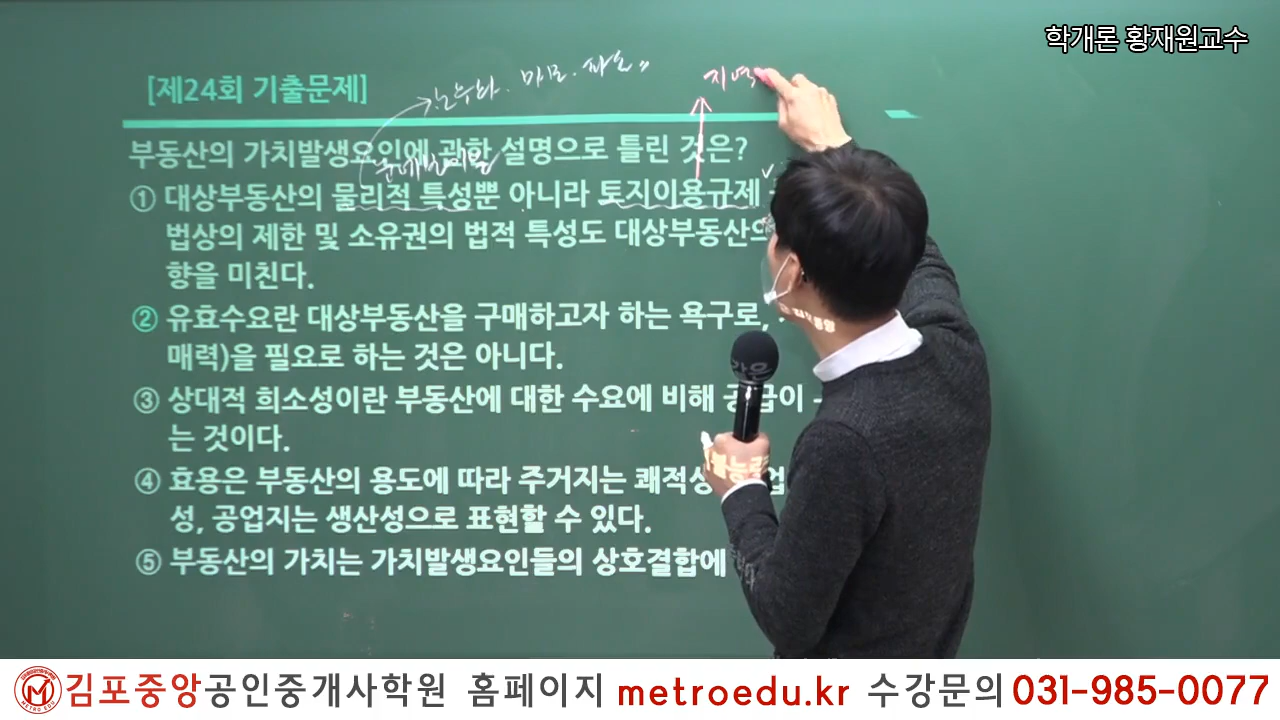 학개론 황재원교수
[제24회 기출문제]
지역
부동산의 가치발생요인에 관한 설명으로 틀린 것은?
① 대상부동산의 물리적 특성뿐 아니라 토지이용규제
법상의 제한 및 소유권의 법적 특성도 대상부동산의
향을 미친다.
② 유효수요란 대상부동산을 구매하고자 하는 욕구로,
매력)을 필요로 하는 것은 아니다.
③ 상대적 희소성이란 부동산에 대한 수요에 비해 공급이
는 것이다.
④ 효용은 부동산의 용도에 따라 주거지는 쾌적성
성, 공업지는 생산성으로 표현할 수 있다.
⑤ 부동산의 가치는 가치발생요인들의 상호결합에
김포중앙공인중개사학원 홈페이지 metroedu.kr 수강문의 031-985-0077